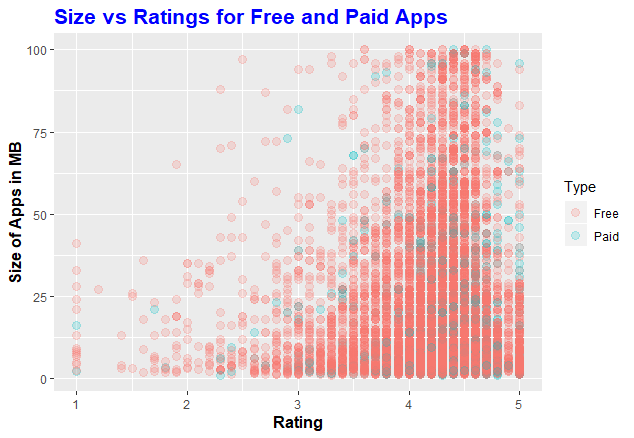 Size vs Ratings for Free and Paid Apps
Size of Apps in MB
100
75
50
25
0
1 2 3 4 5
Rating
Type
Free
Paid